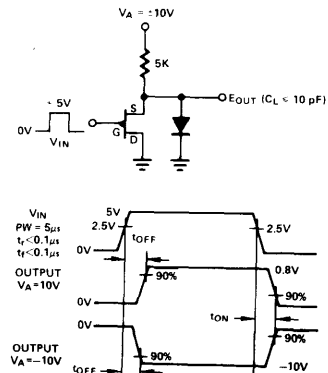 VA = ±10V
5K
S
EOUT (CL ≤ 10 pF)
+5V
0V
VIN
G
D
VIN
PW = 5μs
tr<0.1μs
tf<0.1μs
5V
2.5V
0V
2.5V
tOFF
OUTPUT
VA=10V
0V
90%
0.8V
90%
tON
0V
OUTPUT
VA=-10V
90%
90%
-10V
tOFF